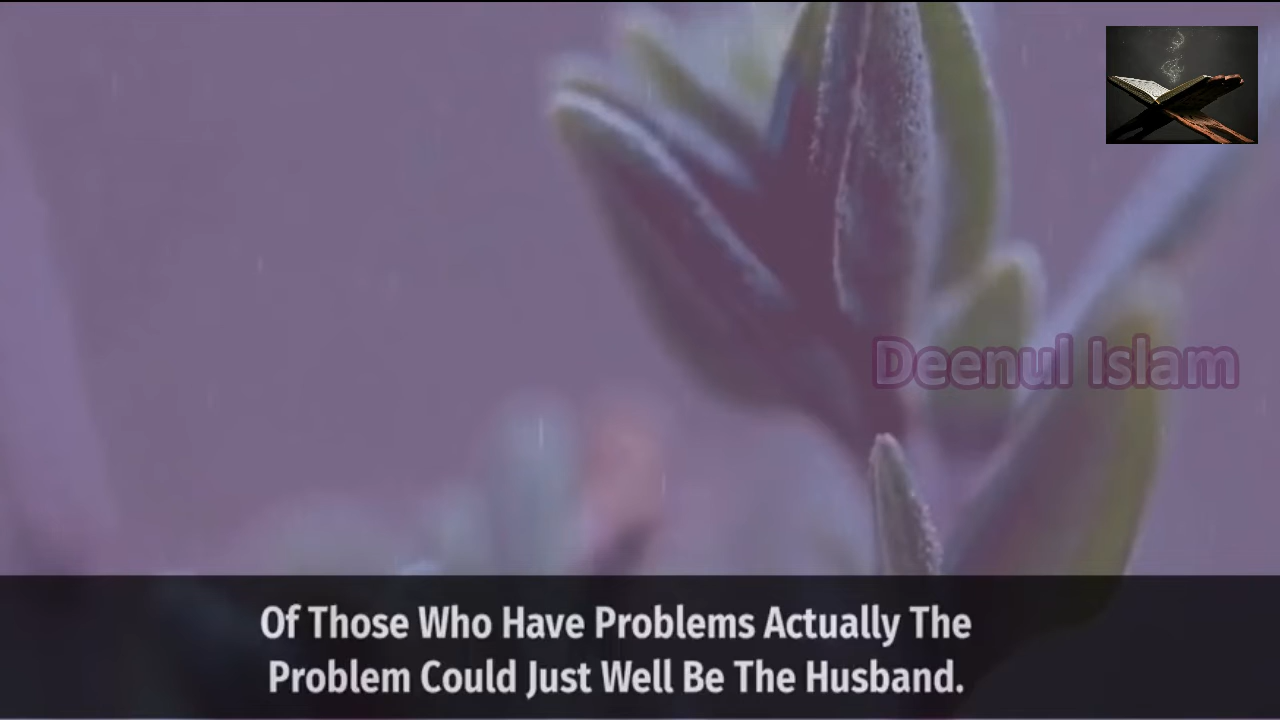 Deenul Islam
Of Those Who Have Problems Actually The
Problem Could Just Well Be The Husband.